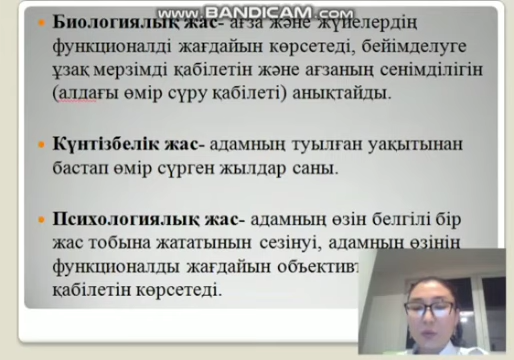 www.BANDICAM.com
Биологиялық жас- ағза және жүйелердің
функционалді жағдайын көрсетеді, бейімделуге
ұзақ мерзімді қабілетін және ағзаның сенімділігін
(алдағы өмір сүру қабілеті) анықтайды.
Күнтізбелік жас- адамның туылған уақытынан
бастап өмір сүрген жылдар саны.
Психологиялық жас- адамның өзін белгілі бір
жас тобына жататынын сезінуі, адамның өзінің
функционалды жағдайын
қабілетін көрсетеді.